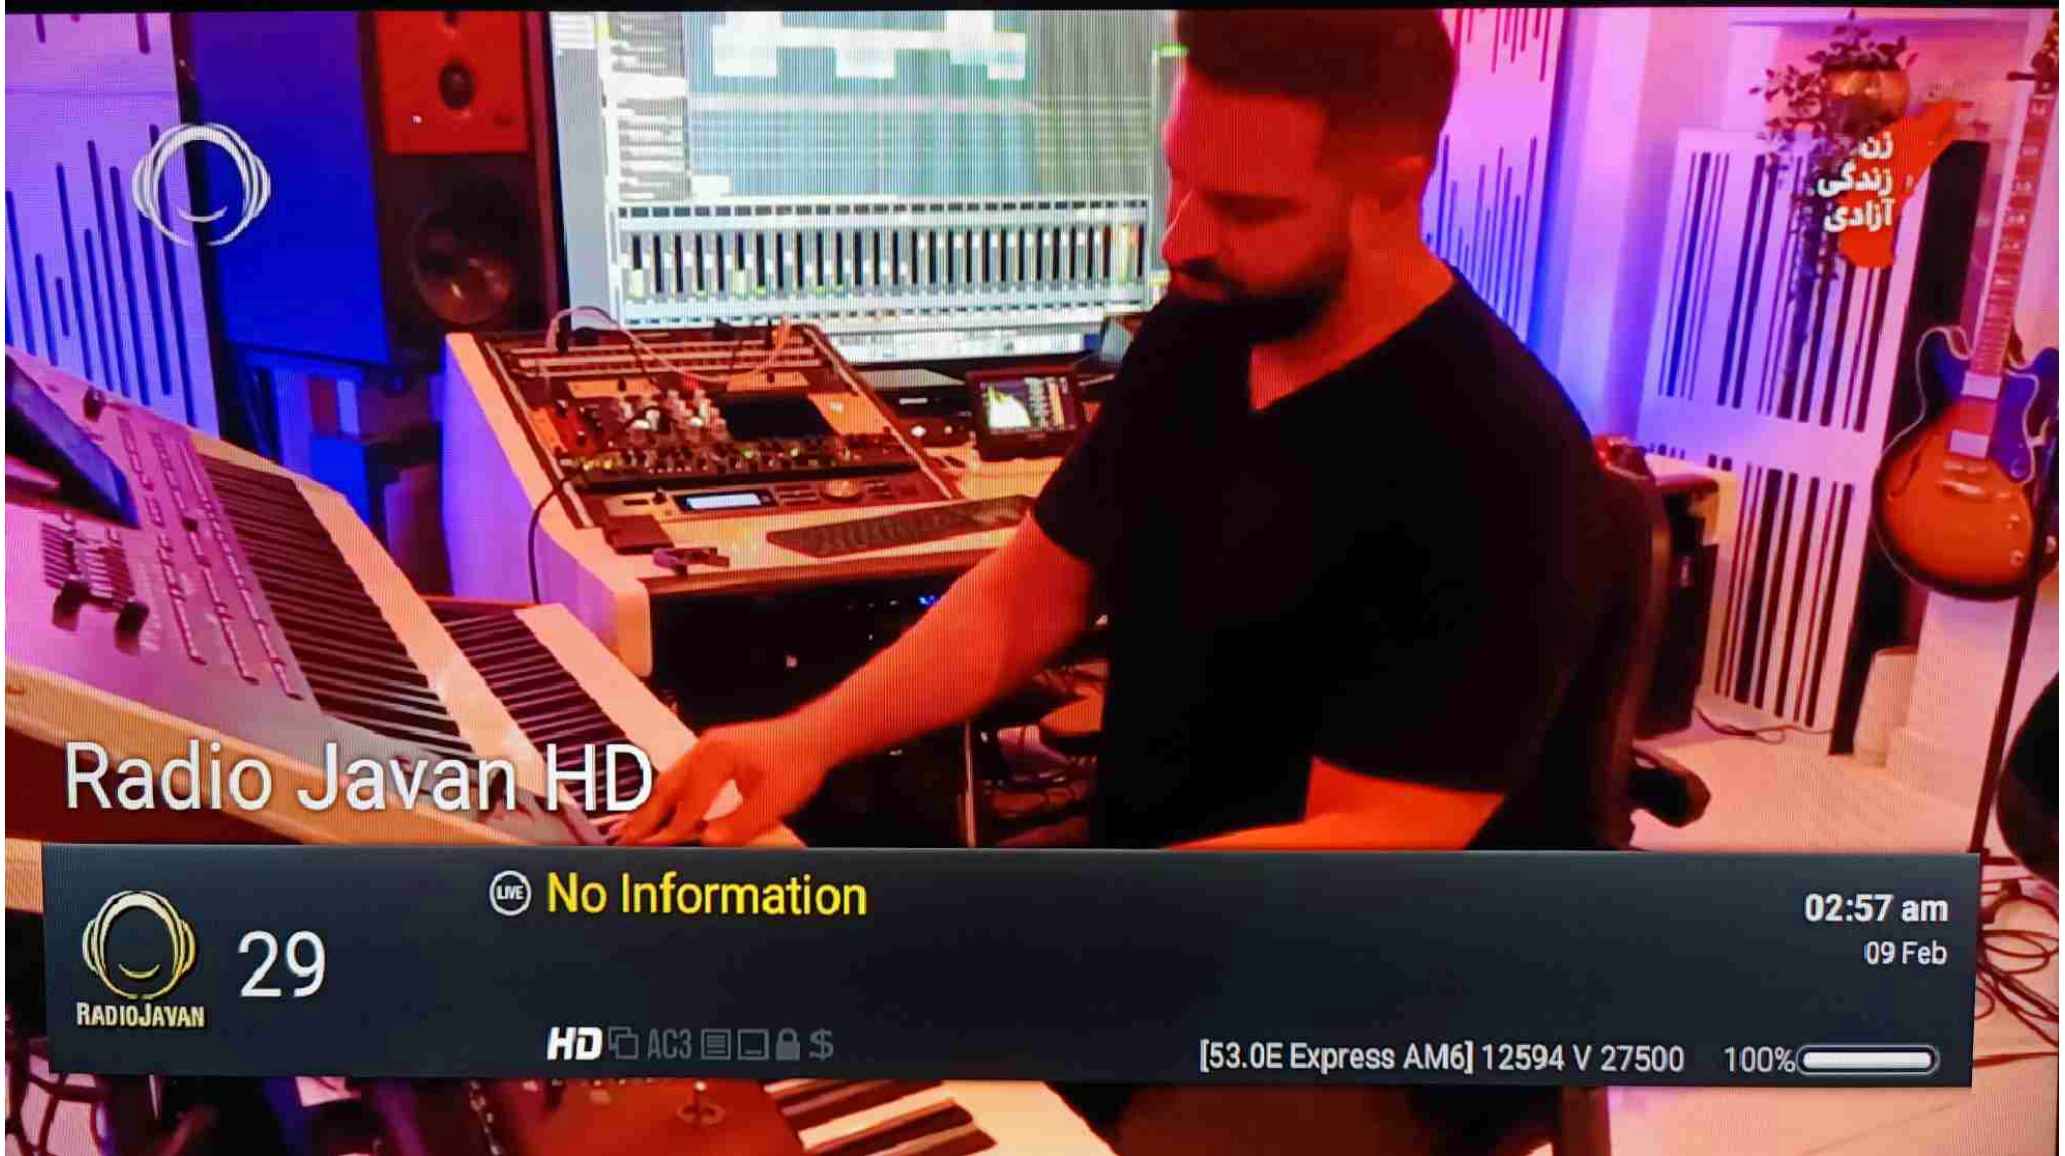 زن
زندگی
آزادی
Radio Javan HD
LIVE No Information
02:57 am
29
09 Feb
RADIOJAVAN
HD AC3 $
[53.0E Express AM6] 12594 V 27500 100%